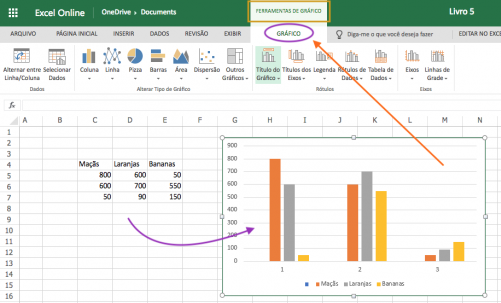 Excel Online OneDrive ▸ Documents FERRAMENTAS DE GRÁFICO Livro 5
ARQUIVO PÁGINA INICIAL INSERIR DADOS REVISÃO EXIBIR GRÁFICO Diga-me o que você deseja fazer EDITAR NO EXCE
Alternar entre Selecionar Coluna Linha Pizza Barras Área Dispersão Outros Título do Títulos dos Legenda Rótulos de Tabela de Eixos Linhas de
Linha/Coluna Dados Gráficos Gráfico Eixos Dados Dados Grade
Dados Alterar Tipo de Gráfico Rótulos Eixos
fx
A B C D E F G H I J K L M N
1
2
3
4 Maçãs Laranjas Bananas
5 800 600 50
6 600 700 550
7 50 90 150
8
9
10
11
12
13
14
15
16
900
800
700
600
500
400
300
200
100
0
1 2 3
Maçãs Laranjas Bananas